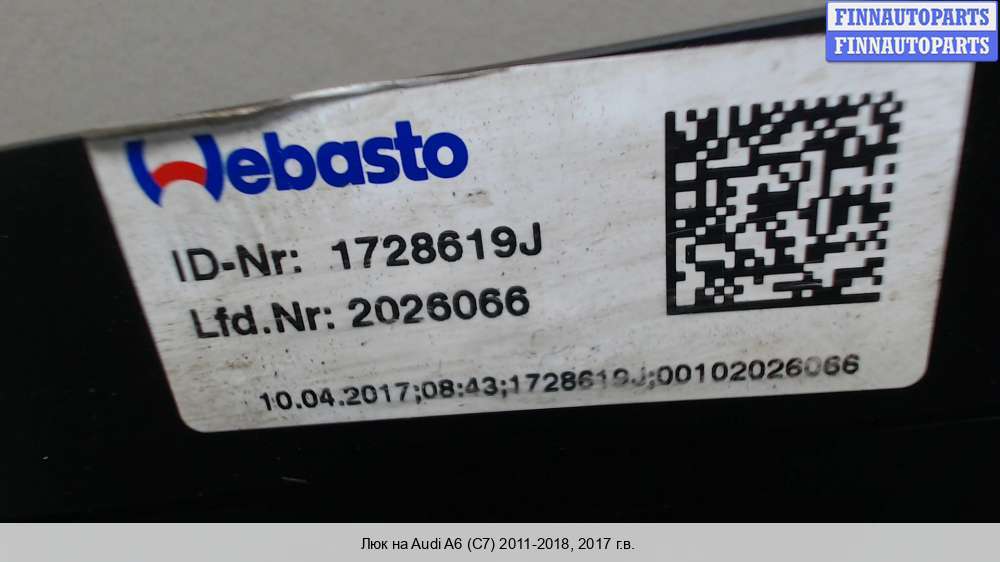 FINNAUTOPARTS
FINNAUTOPARTS
Webasto
ID-Nr: 1728619J
Lfd.Nr: 2026066
10.04.2017;08:43;1728619J;00102026066
Люк на Audi A6 (C7) 2011-2018, 2017 г.в.